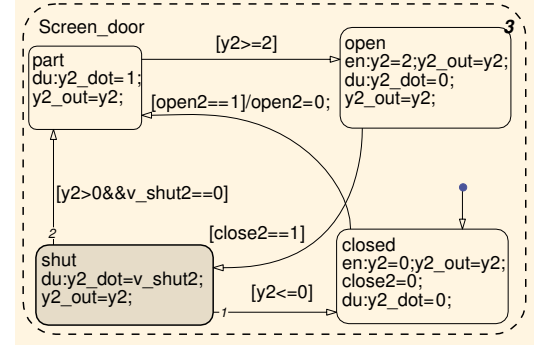 Screen_door
3
part
du:y2_dot=1;
y2_out=y2;
[y2>=2]
open
en:y2=2;y2_out=y2;
du:y2_dot=0;
y2_out=y2;
[open2==1]/open2=0;
[y2>0&&v_shut2==0]
2
[close2==1]
shut
du:y2_dot=v_shut2;
y2_out=y2;
1
[y2<=0]
closed
en:y2=0;y2_out=y2;
close2=0;
du:y2_dot=0;